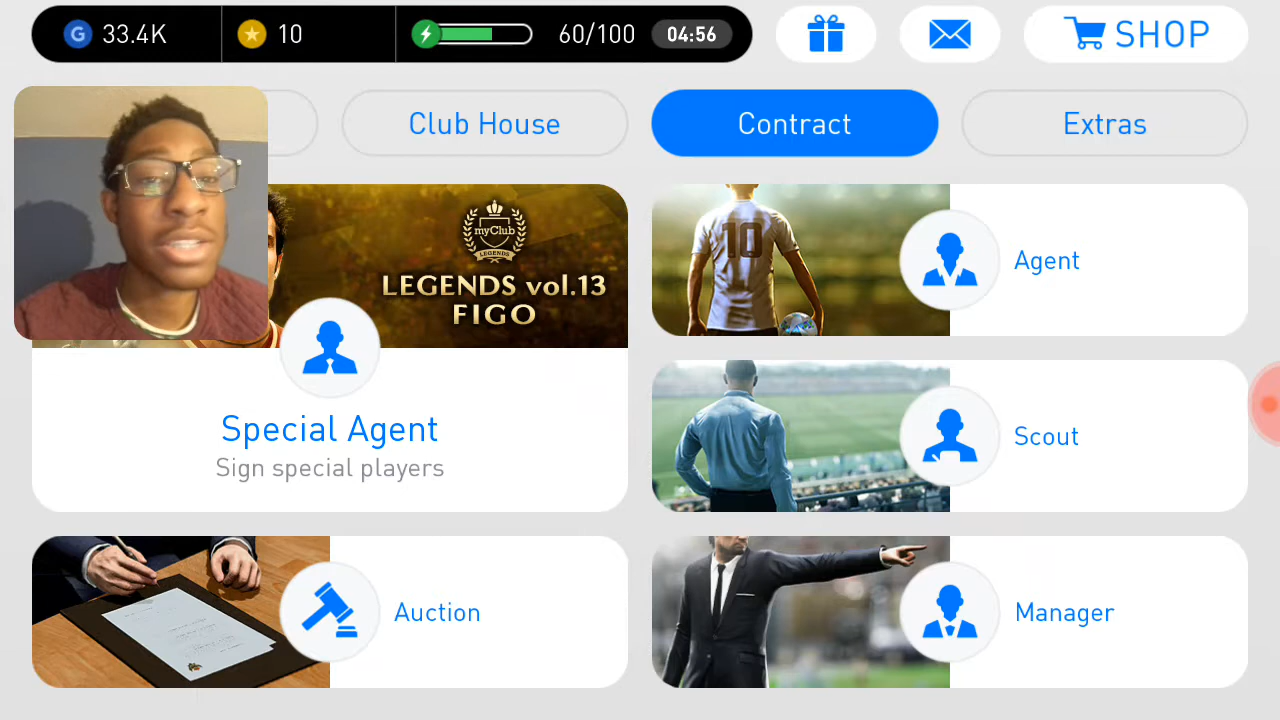 G 33.4K
10
60/100
04:56
SHOP
Club House
Contract
Extras
myClub
LEGENDS
LEGENDS vol.13
FIGO
10
Agent
Special Agent
Sign special players
Scout
Auction
Manager